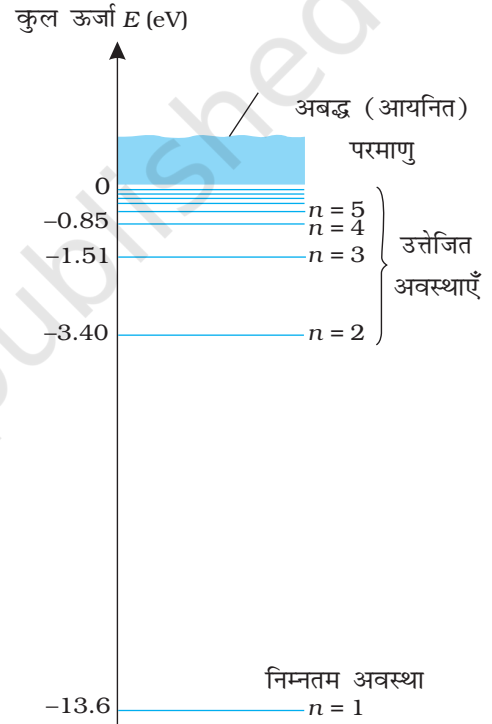 कुल ऊर्जा E (eV)
अबद्ध (आयनित)
परमाणु
0
n = 5
–0.85
n = 4
–1.51
n = 3
उत्तेजित
अवस्थाएँ
–3.40
n = 2
निम्नतम अवस्था
–13.6
n = 1
published